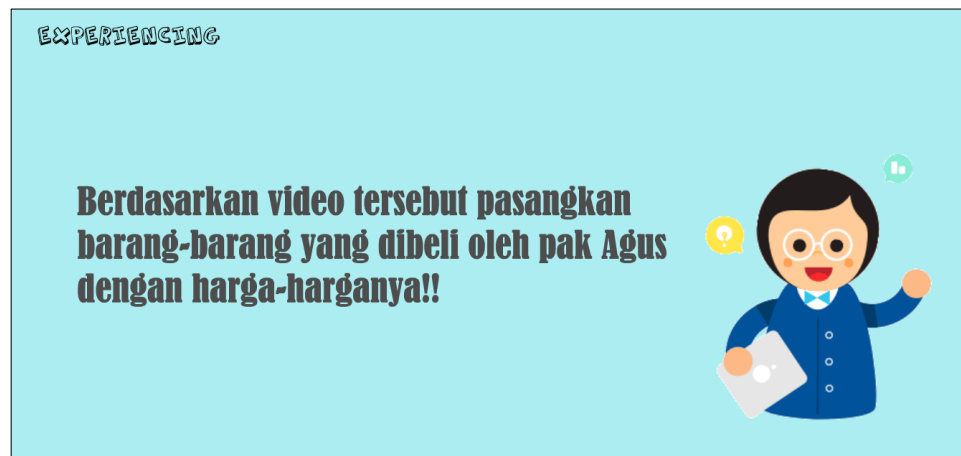 EXPERIENCING
Berdasarkan video tersebut pasangkan
barang-barang yang dibeli oleh pak Agus
dengan harga-harganya!!